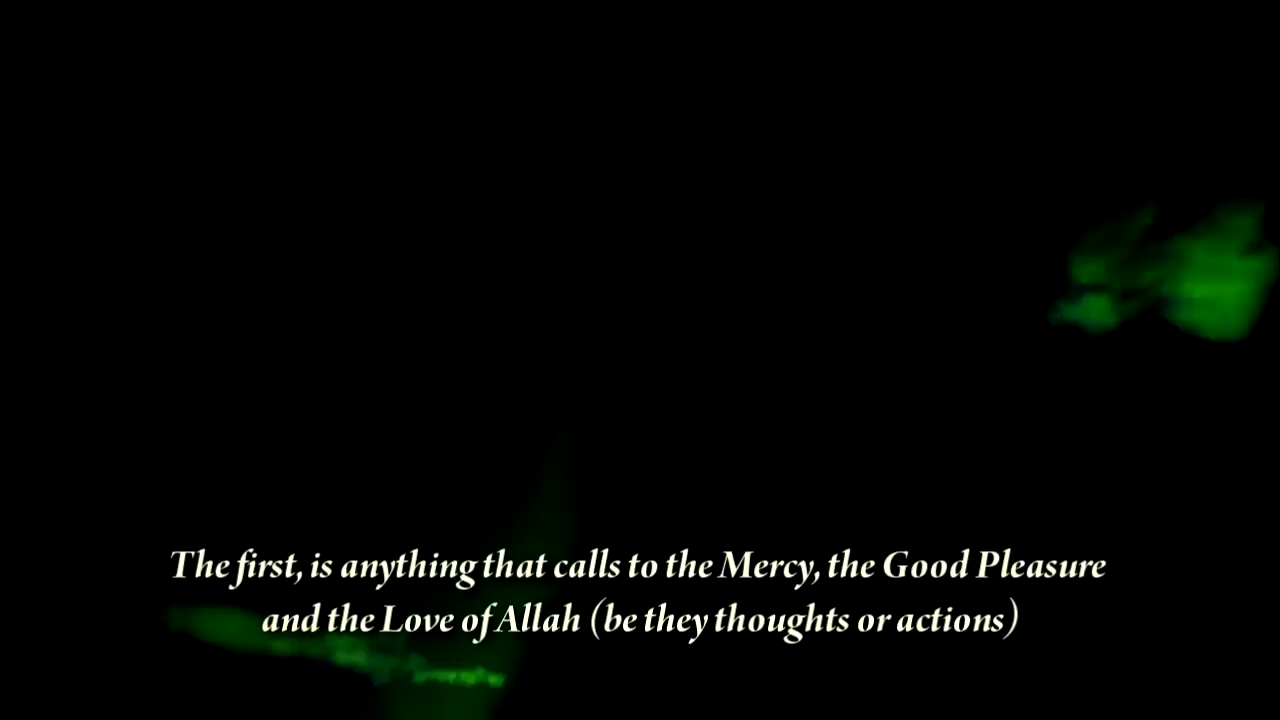 The first, is anything that calls to the Mercy, the Good Pleasure
and the Love of Allah (be they thoughts or actions)